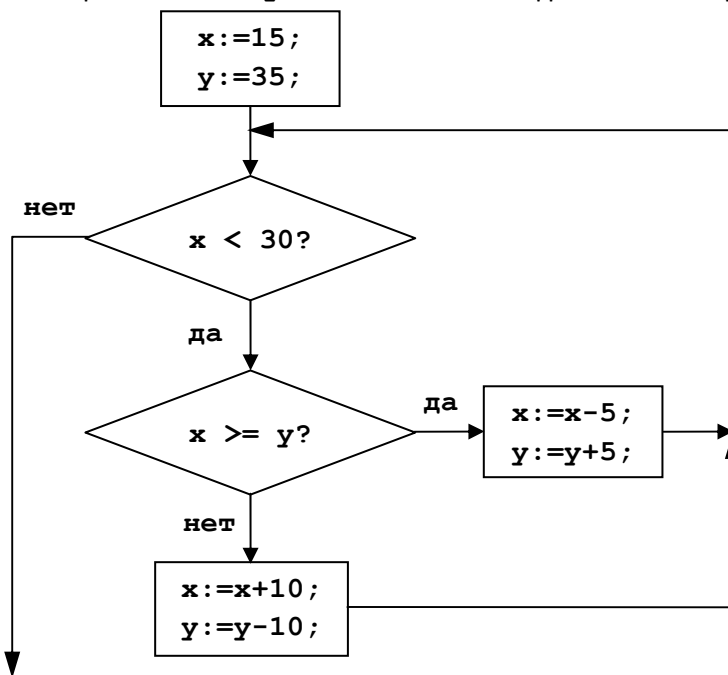 x:=15;
y:=35;
нет
x < 30?
да
x >= y?
да
x:=x-5;
y:=y+5;
нет
x:=x+10;
y:=y-10;